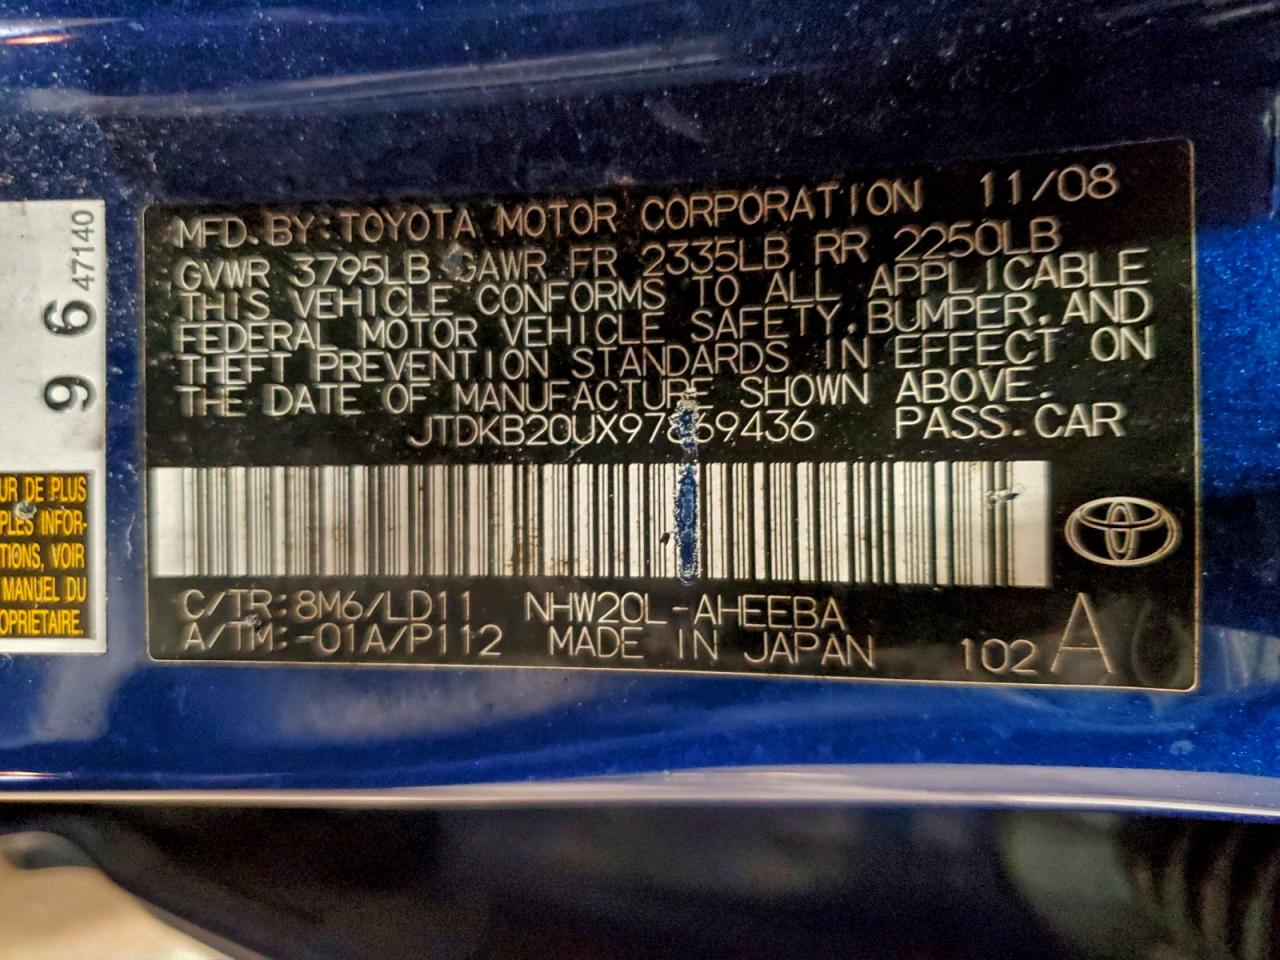 9 6 47140
UR DE PLUS
PLES INFOR-
TIONS, VOIR
MANUEL DU
OPRIÉTAIRE.
MFD. BY: TOYOTA MOTOR CORPORATION 11/08
GVWR 3795LB GAWR FR 2335LB RR 2250LB
THIS VEHICLE CONFORMS TO ALL APPLICABLE
FEDERAL MOTOR VEHICLE SAFETY, BUMPER, AND
THEFT PREVENTION STANDARDS IN EFFECT ON
THE DATE OF MANUFACTURE SHOWN ABOVE.
JTDKB20UX97869436 PASS. CAR
C/TR: 8M6/LD11 NHW20L-AHEEBA
A/TM: -01A/P112 MADE IN JAPAN 102 A